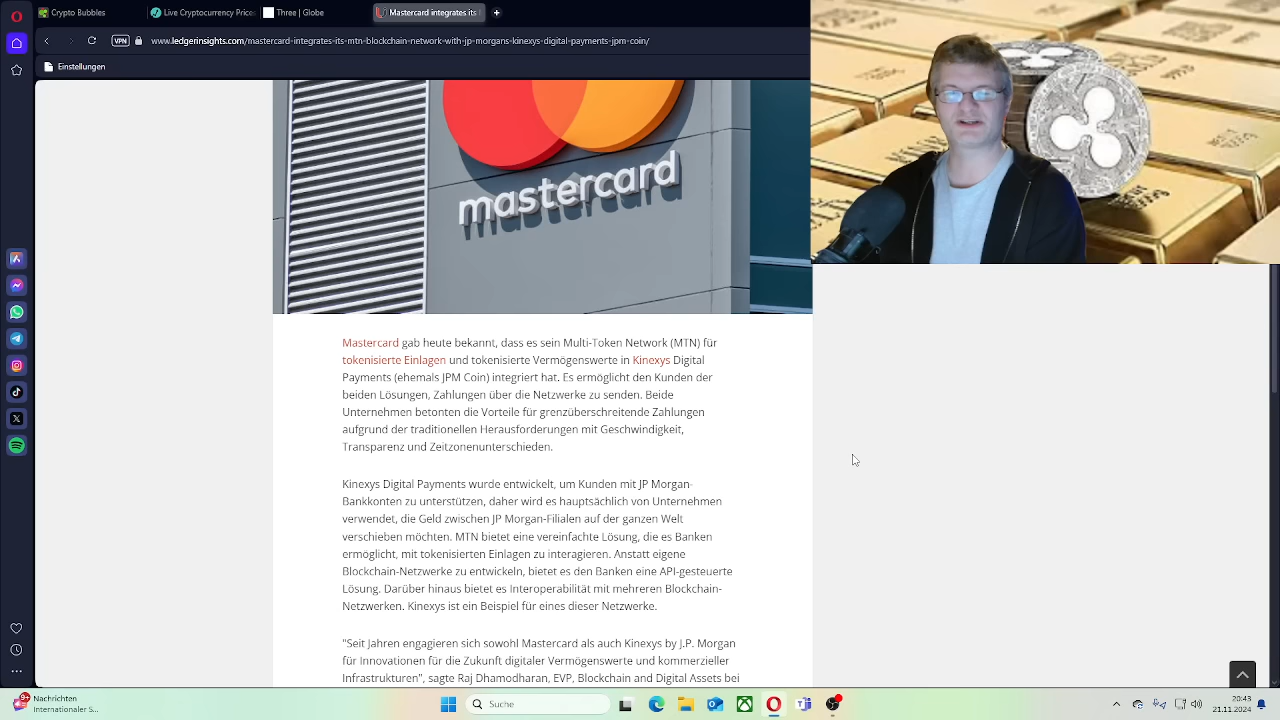 Crypto Bubbles
Live Cryptocurrency Prices
Three | Globe
Mastercard integrates its
VPN
www.ledgerinsights.com/mastercard-integrates-its-mtn-blockchain-network-with-jp-morgans-kinexys-digital-payments-jpm-coin/
Einstellungen
mastercard
Mastercard gab heute bekannt, dass es sein Multi-Token Network (MTN) für
tokenisierte Einlagen und tokenisierte Vermögenswerte in Kinexys Digital
Payments (ehemals JPM Coin) integriert hat. Es ermöglicht den Kunden der
beiden Lösungen, Zahlungen über die Netzwerke zu senden. Beide
Unternehmen betonten die Vorteile für grenzüberschreitende Zahlungen
aufgrund der traditionellen Herausforderungen mit Geschwindigkeit,
Transparenz und Zeitzonenunterschieden.
Kinexys Digital Payments wurde entwickelt, um Kunden mit JP Morgan-
Bankkonten zu unterstützen, daher wird es hauptsächlich von Unternehmen
verwendet, die Geld zwischen JP Morgan-Filialen auf der ganzen Welt
verschieben möchten. MTN bietet eine vereinfachte Lösung, die es Banken
ermöglicht, mit tokenisierten Einlagen zu interagieren. Anstatt eigene
Blockchain-Netzwerke zu entwickeln, bietet es den Banken eine API-gesteuerte
Lösung. Darüber hinaus bietet es Interoperabilität mit mehreren Blockchain-
Netzwerken. Kinexys ist ein Beispiel für eines dieser Netzwerke.
"Seit Jahren engagieren sich sowohl Mastercard als auch Kinexys by J.P. Morgan
für Innovationen für die Zukunft digitaler Vermögenswerte und kommerzieller
Infrastrukturen", sagte Raj Dhamodharan, EVP, Blockchain and Digital Assets bei
9+
Nachrichten
Internationaler S...
Suche
20:43
21.11.2024